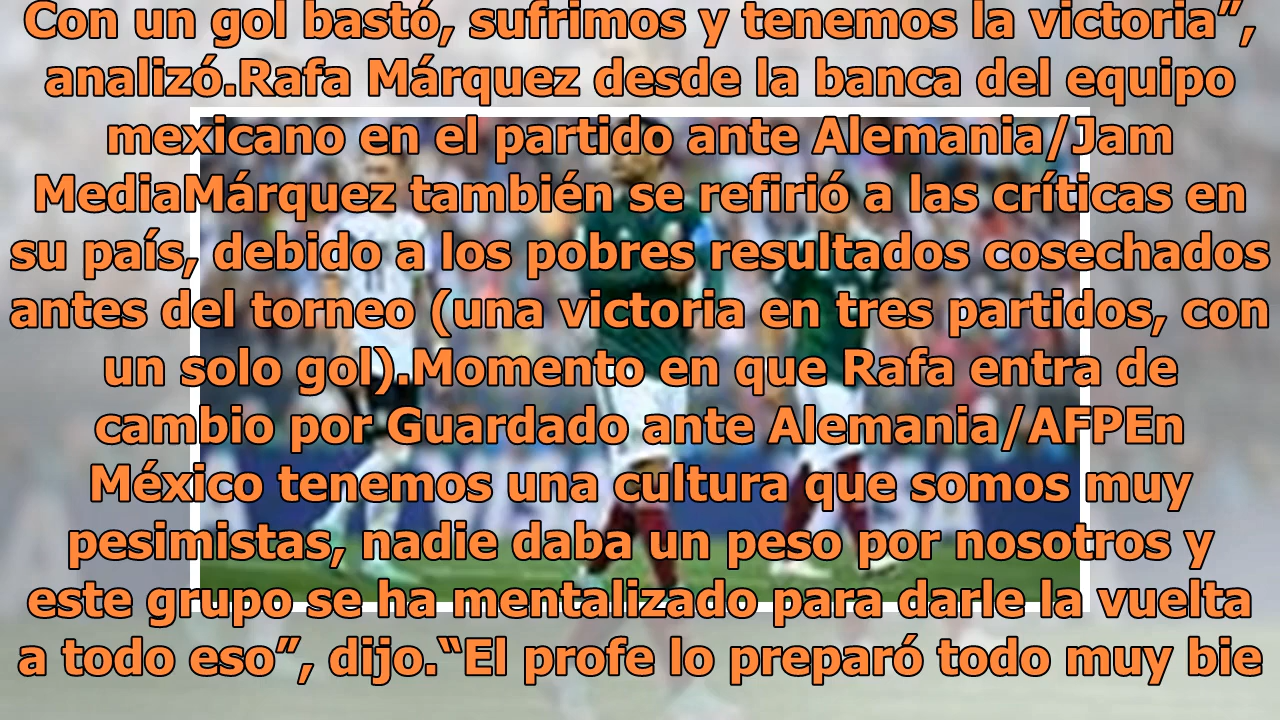 Con un gol bastó, sufrimos y tenemos la victoria”,
analizó.Rafa Márquez desde la banca del equipo
mexicano en el partido ante Alemania/Jam
MediaMárquez también se refirió a las críticas en
su país, debido a los pobres resultados cosechados
antes del torneo (una victoria en tres partidos, con
un solo gol).Momento en que Rafa entra de
cambio por Guardado ante Alemania/AFPEn
México tenemos una cultura que somos muy
pesimistas, nadie daba un peso por nosotros y
este grupo se ha mentalizado para darle la vuelta
a todo eso”, dijo.“El profe lo preparó todo muy bie